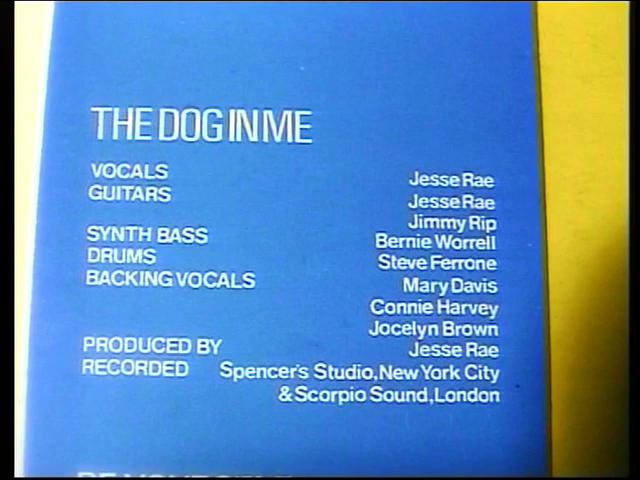 THE DOG IN ME
VOCALS Jesse Rae
GUITARS Jesse Rae
Jimmy Rip
SYNTH BASS Bernie Worrell
DRUMS Steve Ferrone
BACKING VOCALS Mary Davis
Connie Harvey
Jocelyn Brown
PRODUCED BY Jesse Rae
RECORDED Spencer's Studio, New York City
& Scorpio Sound, London